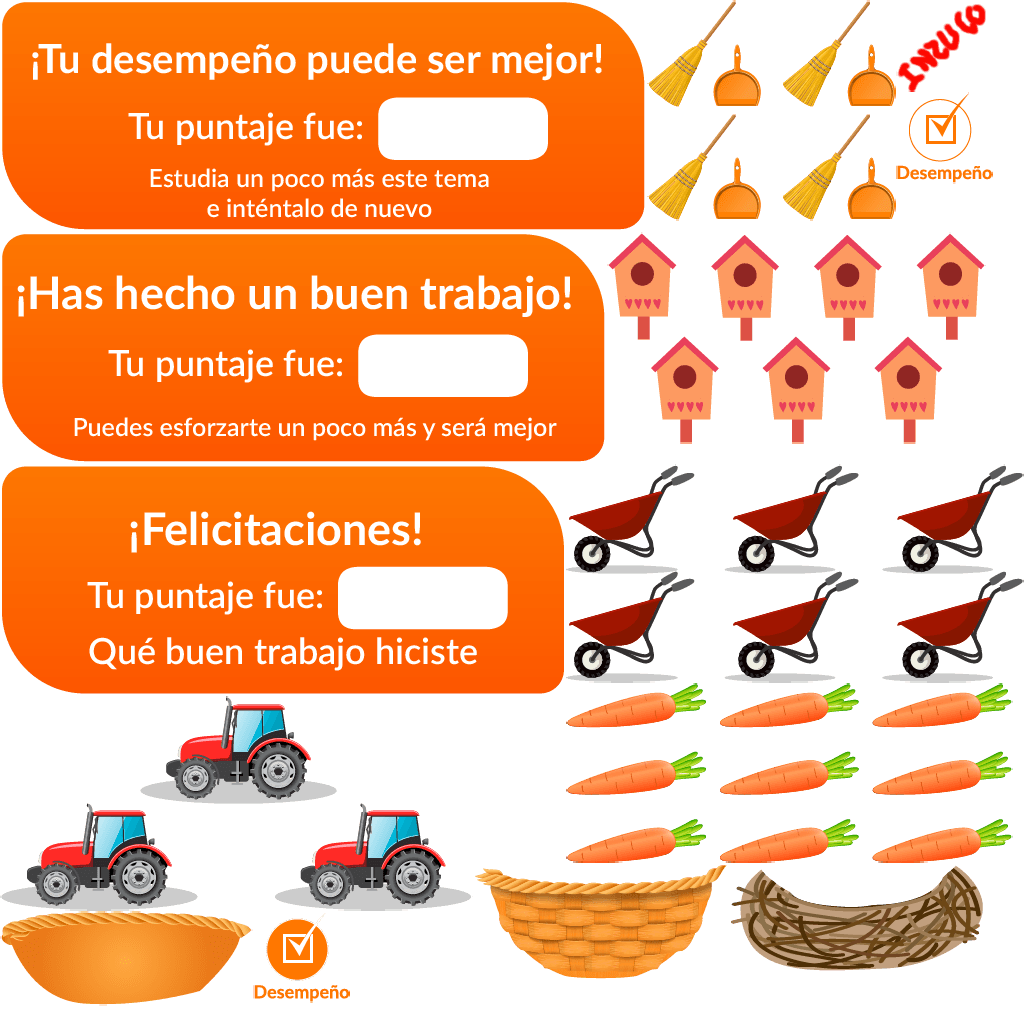 ¡Tu desempeño puede ser mejor!
Tu puntaje fue:
Estudia un poco más este tema
e inténtalo de nuevo
Desempeño
¡Has hecho un buen trabajo!
Tu puntaje fue:
Puedes esforzarte un poco más y será mejor
¡Felicitaciones!
Tu puntaje fue:
Qué buen trabajo hiciste
Desempeño